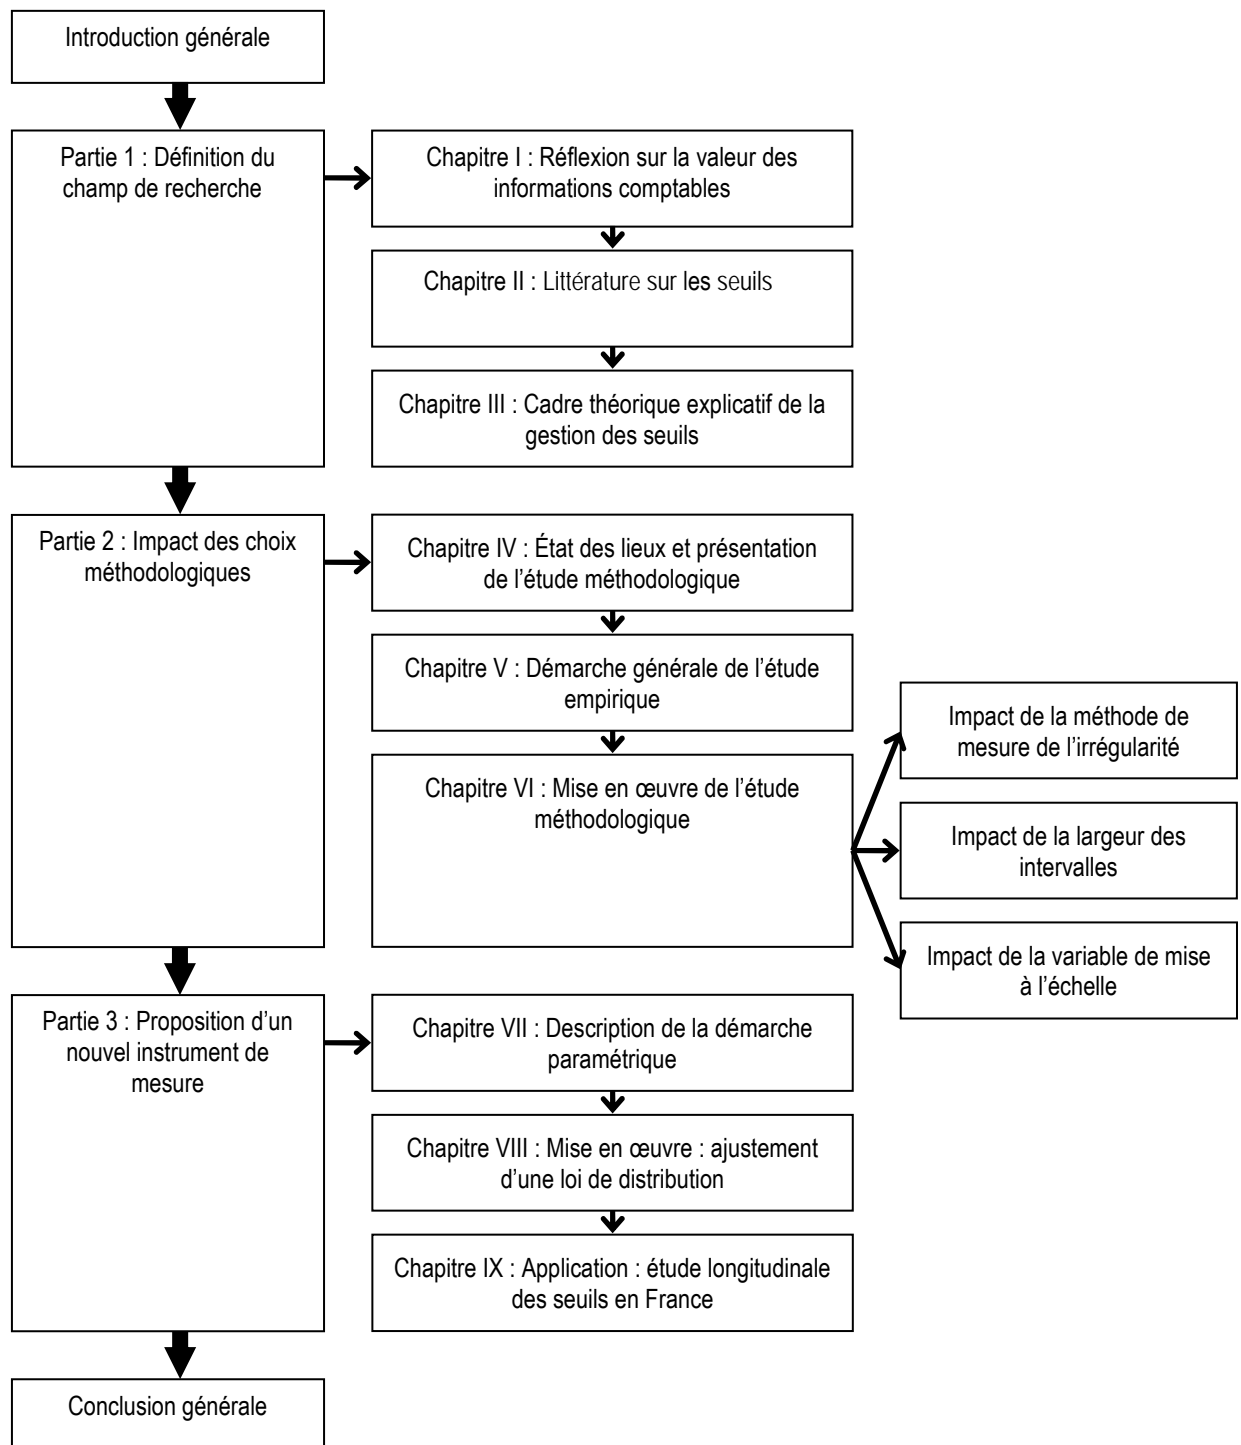 Introduction générale
Partie 1 : Définition du
champ de recherche
Chapitre I : Réflexion sur la valeur des
informations comptables
Chapitre II : Littérature sur les seuils
Chapitre III : Cadre théorique explicatif de la
gestion des seuils
Partie 2 : Impact des choix
méthodologiques
Chapitre IV : État des lieux et présentation
de l’étude méthodologique
Chapitre V : Démarche générale de l’étude
empirique
Chapitre VI : Mise en œuvre de l’étude
méthodologique
Impact de la méthode de
mesure de l’irrégularité
Impact de la largeur des
intervalles
Impact de la variable de mise
à l’échelle
Partie 3 : Proposition d’un
nouvel instrument de
mesure
Chapitre VII : Description de la démarche
paramétrique
Chapitre VIII : Mise en œuvre : ajustement
d’une loi de distribution
Chapitre IX : Application : étude longitudinale
des seuils en France
Conclusion générale